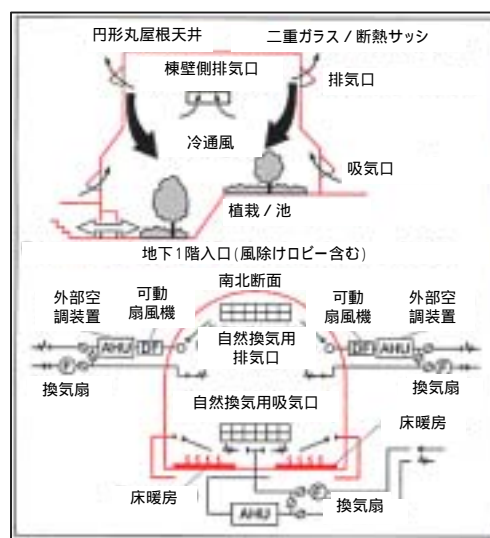 円形丸屋根天井
二重ガラス / 断熱サッシ
棟壁側排気口
排気口
冷通風
吸気口
植栽 / 池
地下1階入口(風除けロビー含む)
南北断面
外部空
調装置
可動
扇風機
可動
扇風機
外部空
調装置
AHU
DF
自然換気用
排気口
DF
AHU
F
換気扇
F
換気扇
自然換気用吸気口
床暖房
床暖房
F
換気扇
AHU